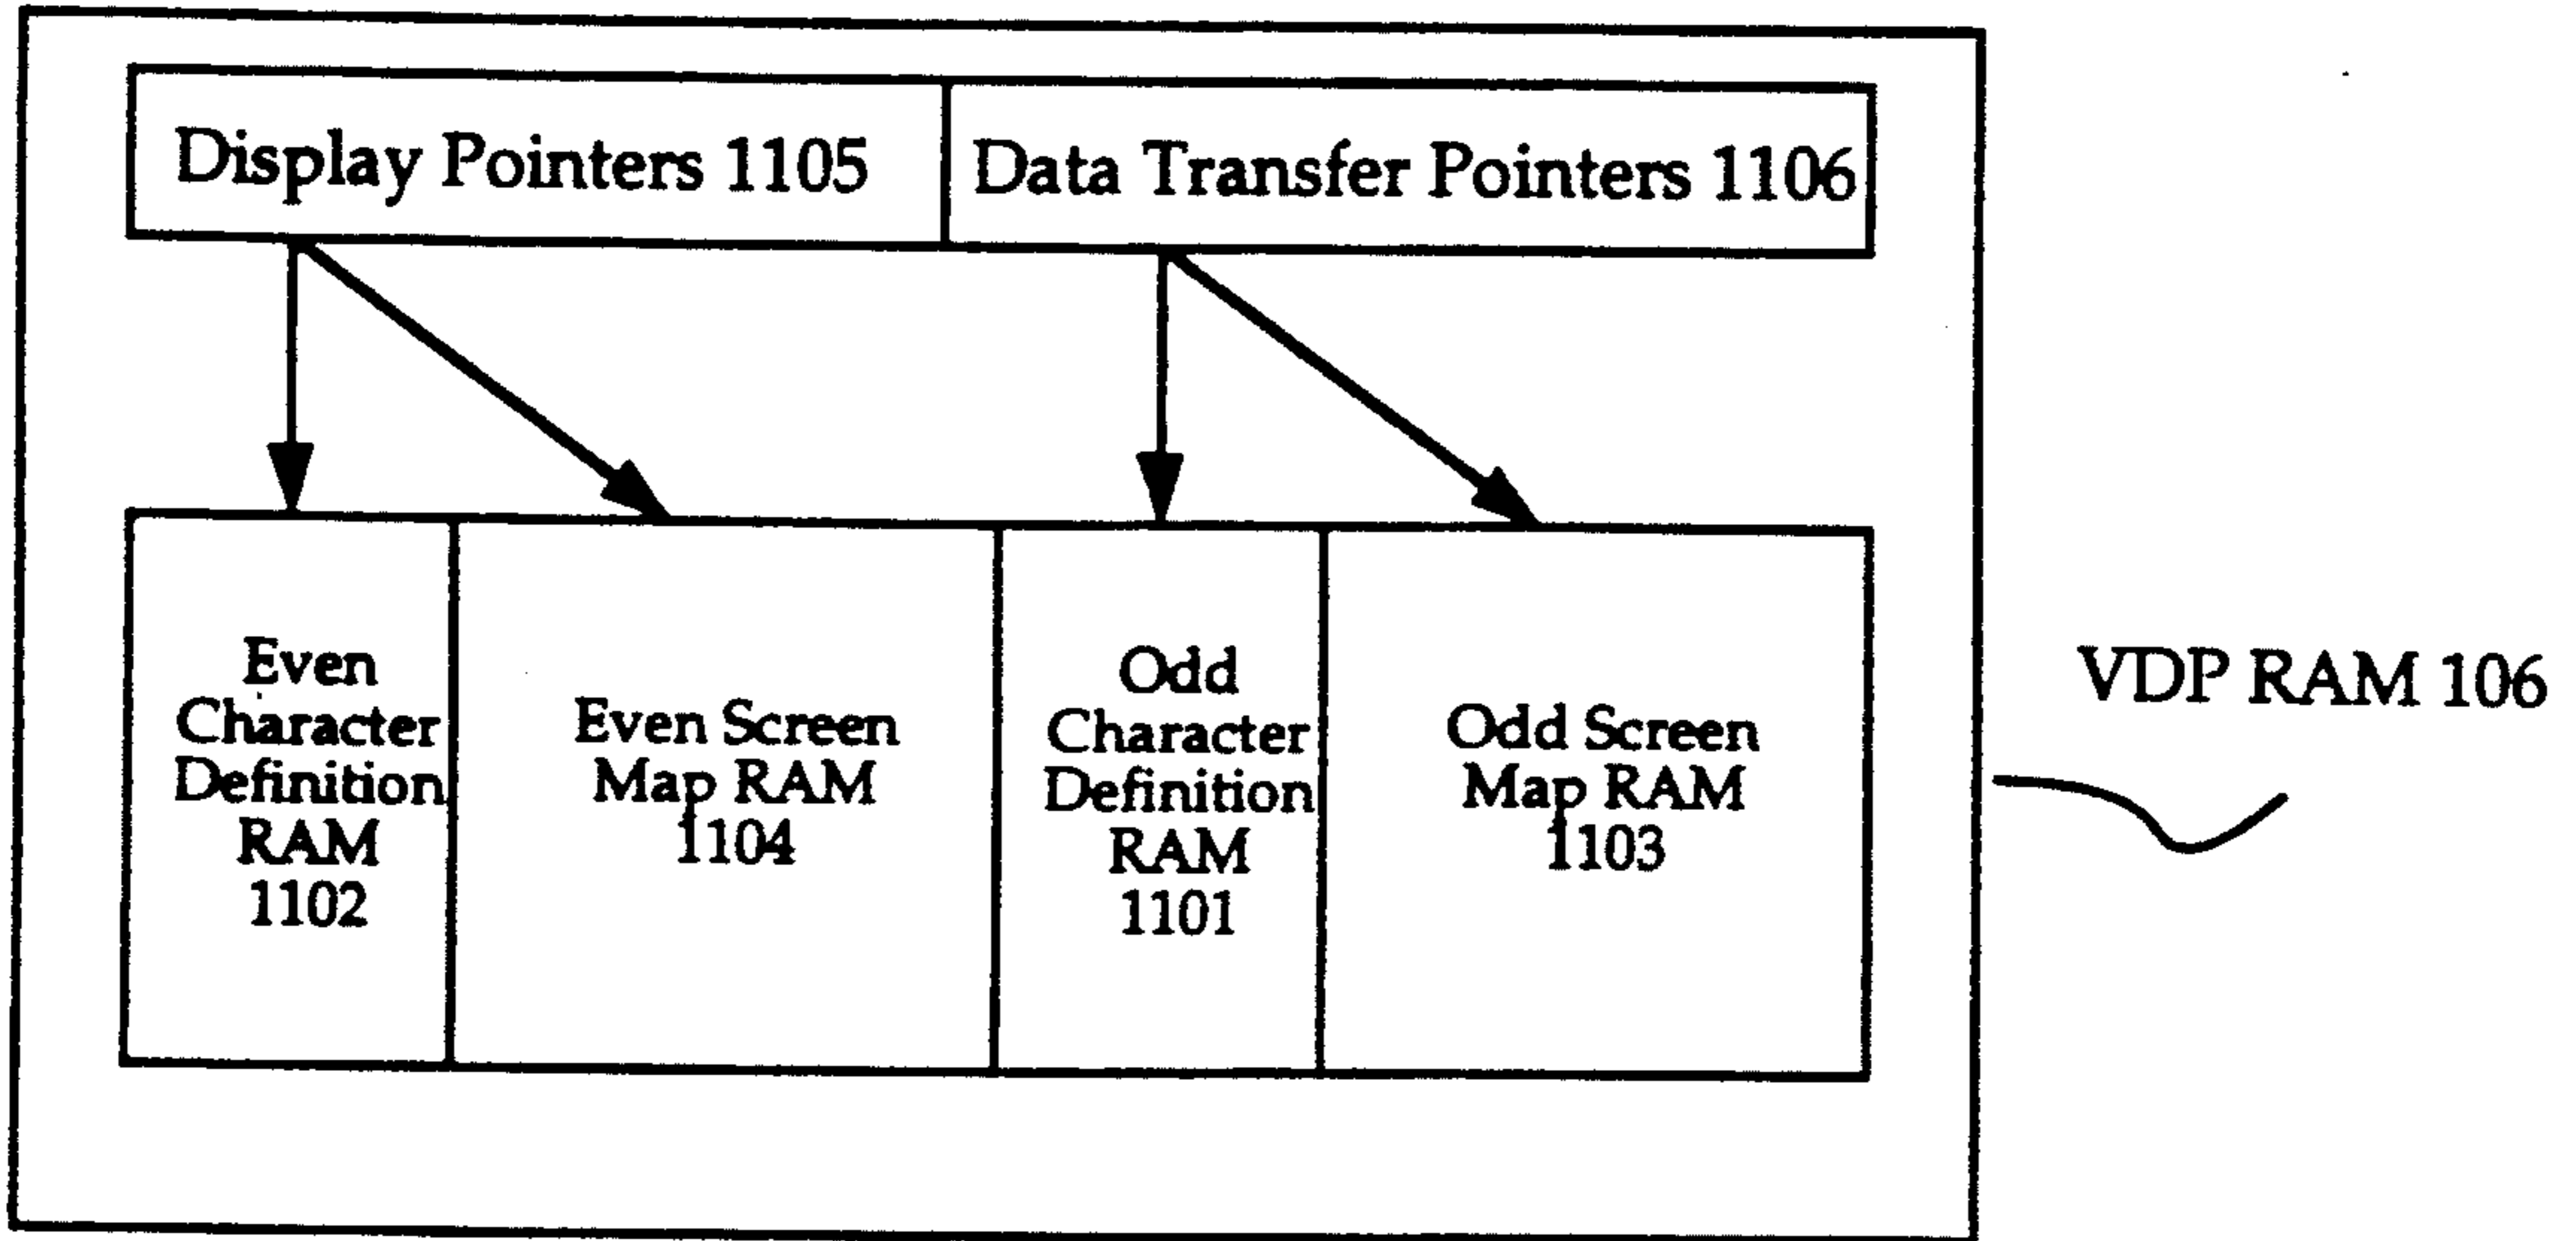 Display Pointers 1105
Data Transfer Pointers 1106
Even
Character
Definition
RAM
1102
Even Screen
Map RAM
1104
Odd
Character
Definition
RAM
1101
Odd Screen
Map RAM
1103
VDP RAM 106